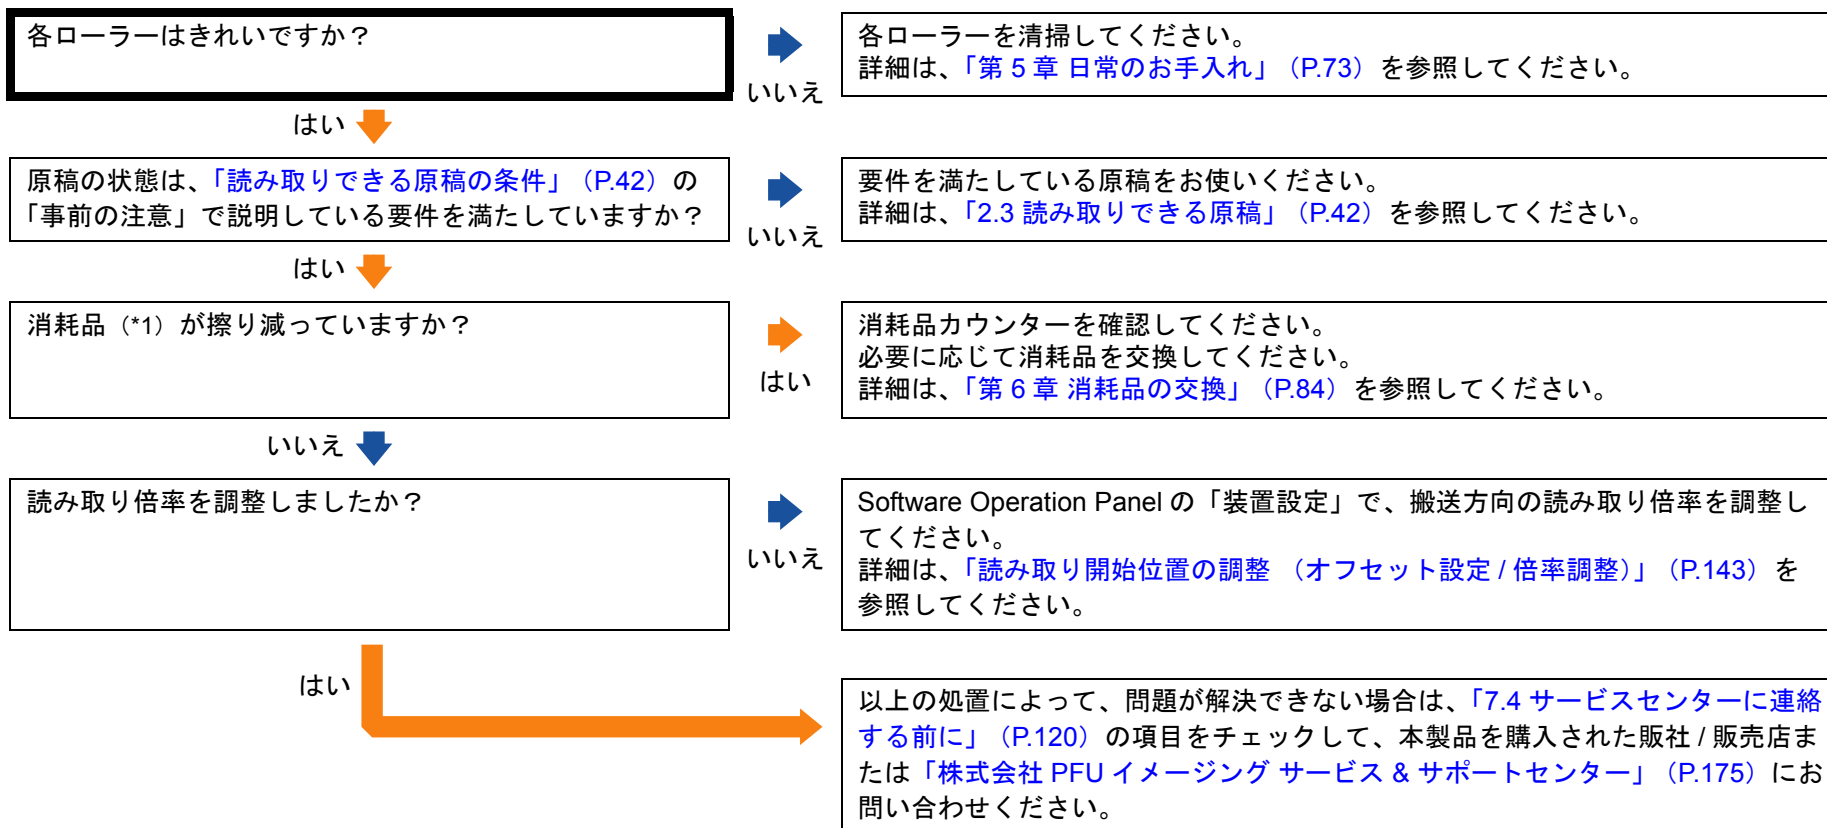 各ローラーはきれいですか？
いいえ
各ローラーを清掃してください。
詳細は、「第 5 章 日常のお手入れ」（P.73）を参照してください。
はい
原稿の状態は、「読み取りできる原稿の条件」（P.42）の
「事前の注意」で説明している要件を満たしていますか？
いいえ
要件を満たしている原稿をお使いください。
詳細は、「2.3 読み取りできる原稿」（P.42）を参照してください。
はい
消耗品（*1）が擦り減っていますか？
はい
消耗品カウンターを確認してください。
必要に応じて消耗品を交換してください。
詳細は、「第 6 章 消耗品の交換」（P.84）を参照してください。
いいえ
読み取り倍率を調整しましたか？
いいえ
Software Operation Panel の「装置設定」で、搬送方向の読み取り倍率を調整し
てください。
詳細は、「読み取り開始位置の調整 （オフセット設定 / 倍率調整）」（P.143）を
参照してください。
はい
以上の処置によって、問題が解決できない場合は、「7.4 サービスセンターに連絡
する前に」（P.120）の項目をチェックして、本製品を購入された販社 / 販売店ま
たは「株式会社 PFU イメージング サービス & サポートセンター」（P.175）にお
問い合わせください。